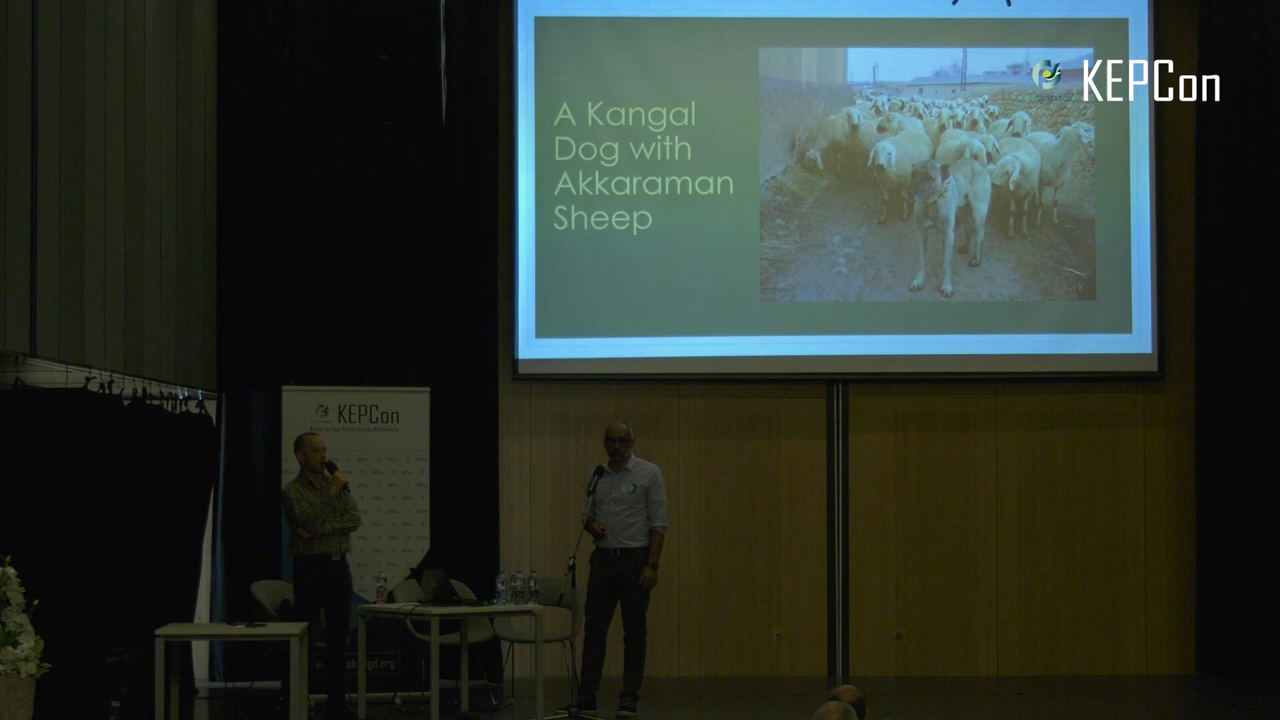 A Kangal
Dog with
Akkaraman
Sheep
KEPCon
KEPCon